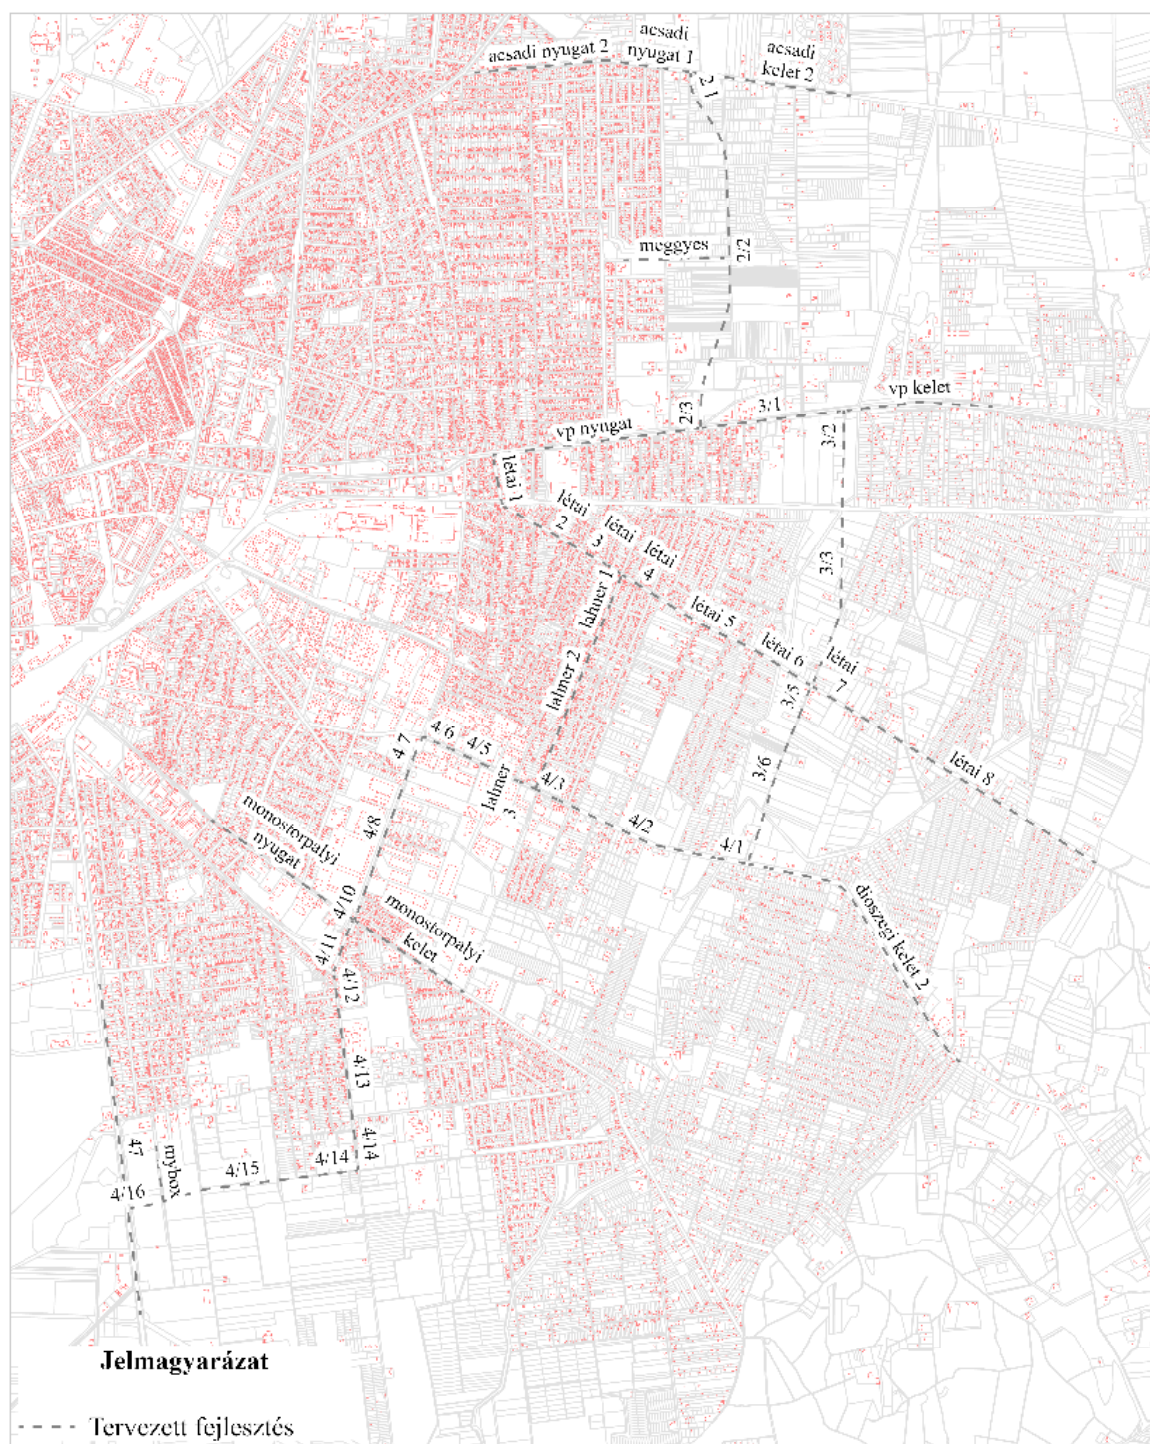 acsadi
nyugat 1
acsadi nyugat 2
acsadi
kelet 2
2/1
meggyes
2/2
vp kelet
3/1
2/3
vp nyugat
3/2
létai 1
létai
2
létai
3
létai
4
3/3
lahner 1
létai 5
létai 6
létai
7
lahner 2
3/5
4 6
4/5
4 7
3/6
létai 8
lahner
3
4/3
4/2
4/1
monostorpalyi
nyugat
4/8
4/10
monostorpalyi
kelet
dioszegi kelet 2
4/11
4/12
4/13
4/14
47
mybox
4/15
4/14
4/16
Jelmagyarázat
Tervezett fejlesztés